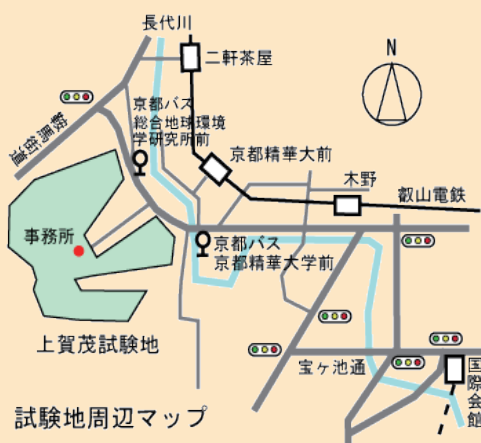 長代川
二軒茶屋
N
鞍馬街道
京都バス
総合地球環境
学研究所前
京都精華大前
木野
叡山電鉄
事務所
京都バス
京都精華大学前
上賀茂試験地
宝ヶ池通
国際会館
試験地周辺マップ